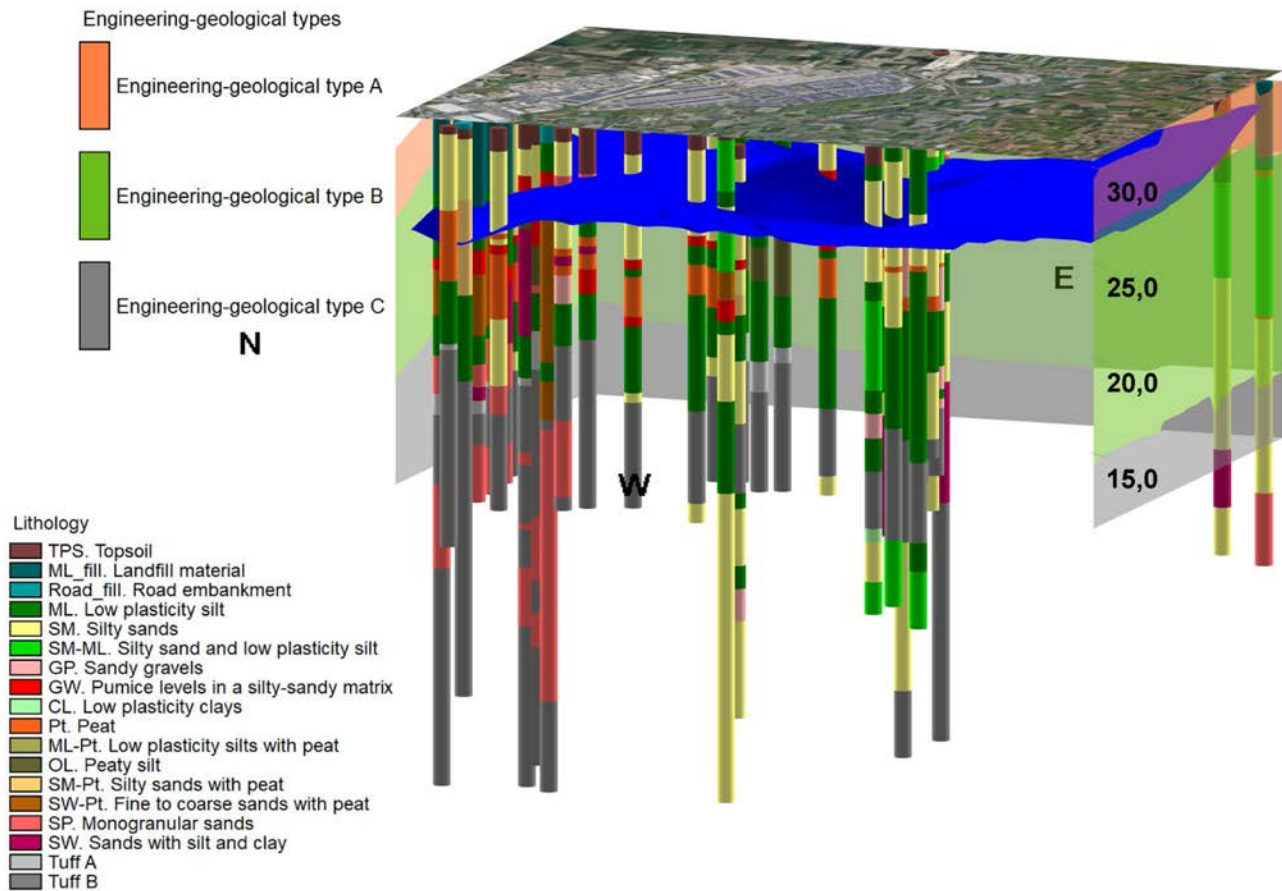 Engineering-geological types
Engineering-geological type A
Engineering-geological type B
Engineering-geological type C
N
E
W
30,0
25,0
20,0
15,0
Lithology
TPS. Topsoil
ML_fill. Landfill material
Road_fill. Road embankment
ML. Low plasticity silt
SM. Silty sands
SM-ML. Silty sand and low plasticity silt
GP. Sandy gravels
GW. Pumice levels in a silty-sandy matrix
CL. Low plasticity clays
Pt. Peat
ML-Pt. Low plasticity silts with peat
OL. Peaty silt
SM-Pt. Silty sands with peat
SW-Pt. Fine to coarse sands with peat
SP. Monogranular sands
SW. Sands with silt and clay
Tuff A
Tuff B